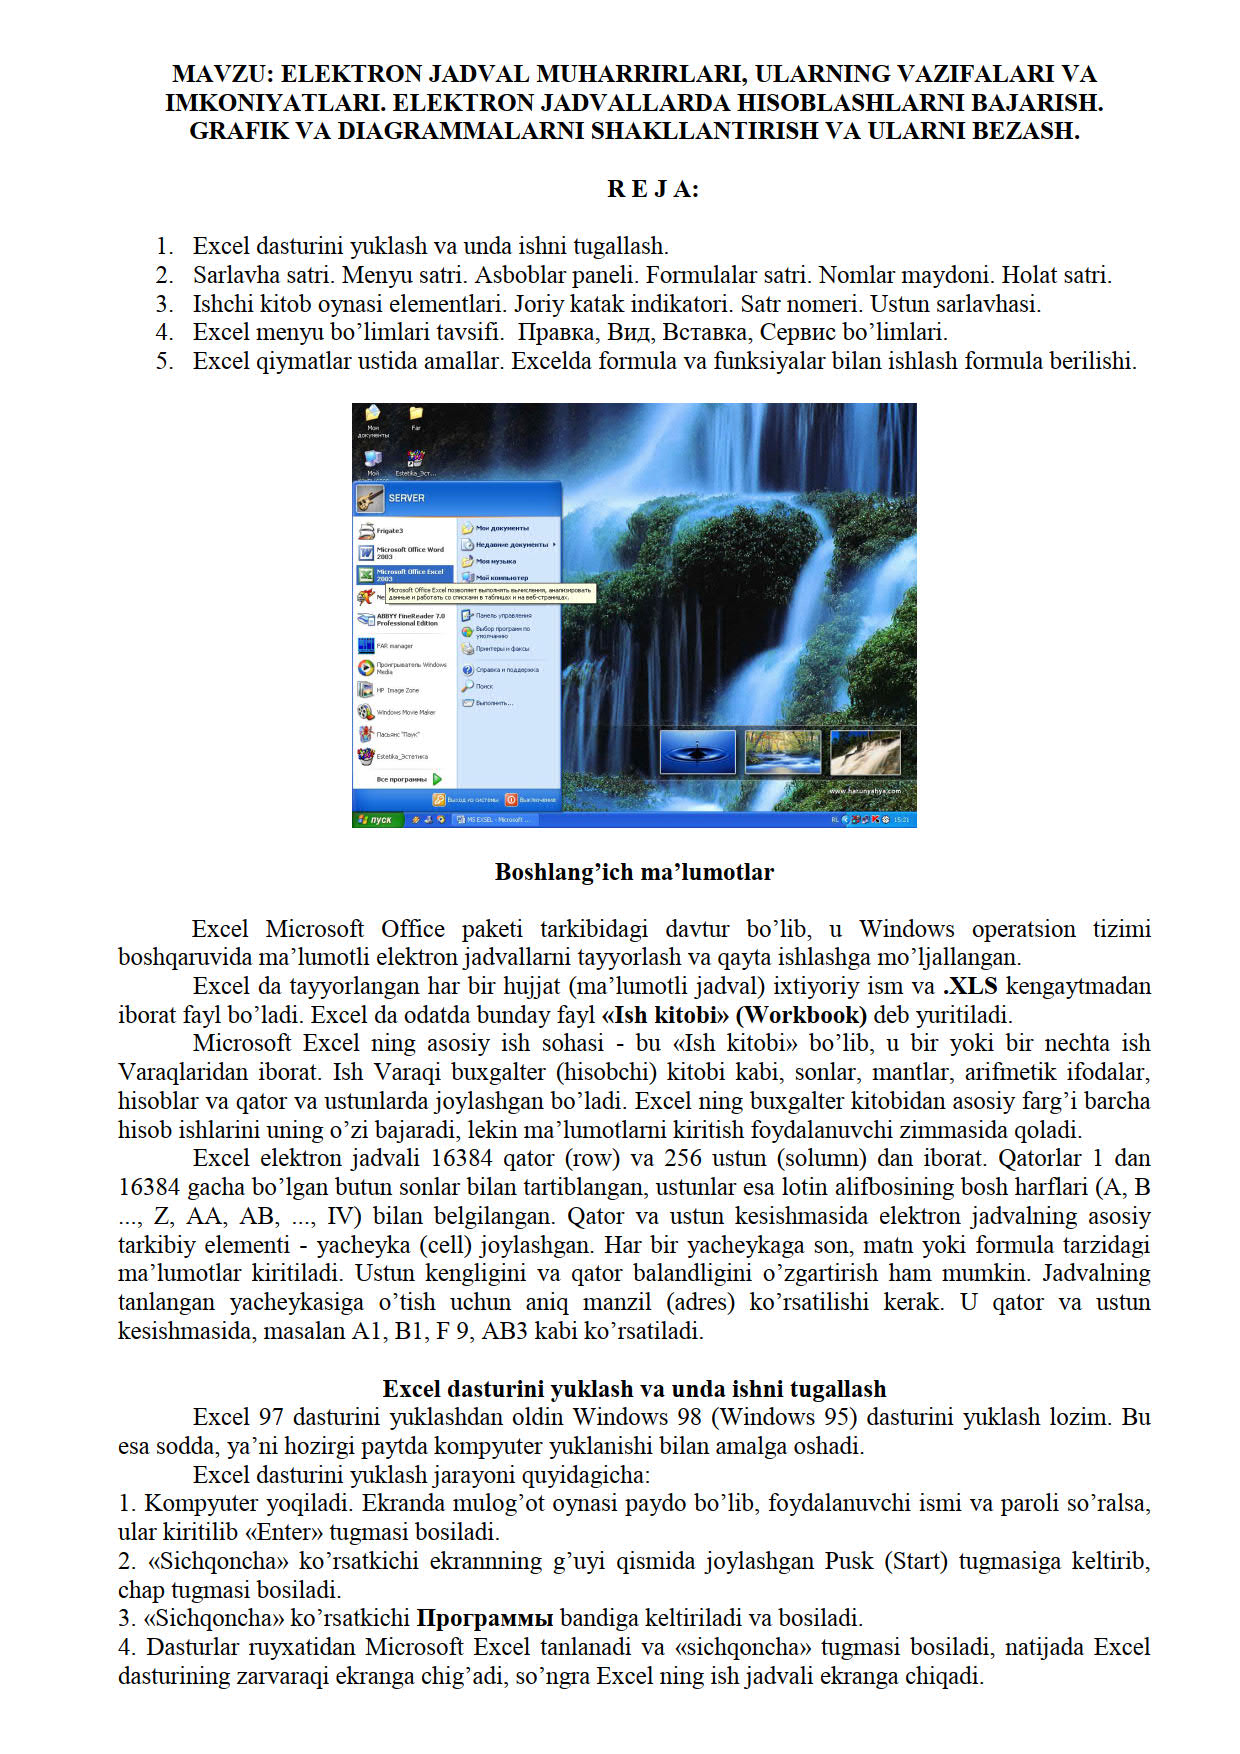 MAVZU: ELEKTRON JADVAL MUHARRIRLARI, ULARNING VAZIFALARI VA
IMKONIYATLARI. ELEKTRON JADVALLARDA HISOBLASHLARNI BAJARISH.
GRAFIK VA DIAGRAMMALARNI SHAKLLANTIRISH VA ULARNI BEZASH.
R E J A:
1. Excel dasturini yuklash va unda ishni tugallash.
2. Sarlavha satri. Menyu satri. Asboblar paneli. Formulalar satri. Nomlar maydoni. Holat satri.
3. Ishchi kitob oynasi elementlari. Joriy katak indikatori. Satr nomeri. Ustun sarlavhasi.
4. Excel menyu bo’limlari tavsifi. Правка, Вид, Вставка, Сервис bo’limlari.
5. Excel qiymatlar ustida amallar. Excelda formula va funksiyalar bilan ishlash formula berilishi.
Мои документы
Far
Мой
Estetika_Эст...
SERVER
Frigate3
Microsoft Office Word 2003
Microsoft Office Excel 2003
Ne
ABBYY FineReader 7.0 Professional Edition
FAR manager
Проигрыватель Windows Media
HP Image Zone
Windows Movie Maker
Пасьянс "Паук"
Estetika_Эстетика
Все программы
Мои документы
Недавние документы
Моя музыка
Мой компьютер
Microsoft Office Excel позволяет выполнять вычисления, анализировать
данные и работать со списками в таблицах и на веб-страницах.
Панель управления
Выбор программ по умолчанию
Принтеры и факсы
Справка и поддержка
Поиск
Выполнить...
Выход из системы
Выключение
www.harunyahya.com
пуск
MS EXSEL - Microsoft ...
RL
15:21
Boshlang’ich ma’lumotlar
Excel Microsoft Office paketi tarkibidagi davtur bo’lib, u Windows operatsion tizimi
boshqaruvida ma’lumotli elektron jadvallarni tayyorlash va qayta ishlashga mo’ljallangan.
Excel da tayyorlangan har bir hujjat (ma’lumotli jadval) ixtiyoriy ism va .XLS kengaytmadan
iborat fayl bo’ladi. Excel da odatda bunday fayl «Ish kitobi» (Workbook) deb yuritiladi.
Microsoft Excel ning asosiy ish sohasi - bu «Ish kitobi» bo’lib, u bir yoki bir nechta ish
Varaqlaridan iborat. Ish Varaqi buxgalter (hisobchi) kitobi kabi, sonlar, mantlar, arifmetik ifodalar,
hisoblar va qator va ustunlarda joylashgan bo’ladi. Excel ning buxgalter kitobidan asosiy farg’i barcha
hisob ishlarini uning o’zi bajaradi, lekin ma’lumotlarni kiritish foydalanuvchi zimmasida qoladi.
Excel elektron jadvali 16384 qator (row) va 256 ustun (solumn) dan iborat. Qatorlar 1 dan
16384 gacha bo’lgan butun sonlar bilan tartiblangan, ustunlar esa lotin alifbosining bosh harflari (A, B
..., Z, AA, AB, ..., IV) bilan belgilangan. Qator va ustun kesishmasida elektron jadvalning asosiy
tarkibiy elementi - yacheyka (cell) joylashgan. Har bir yacheykaga son, matn yoki formula tarzidagi
ma’lumotlar kiritiladi. Ustun kengligini va qator balandligini o’zgartirish ham mumkin. Jadvalning
tanlangan yacheykasiga o’tish uchun aniq manzil (adres) ko’rsatilishi kerak. U qator va ustun
kesishmasida, masalan A1, B1, F 9, AB3 kabi ko’rsatiladi.
Excel dasturini yuklash va unda ishni tugallash
Excel 97 dasturini yuklashdan oldin Windows 98 (Windows 95) dasturini yuklash lozim. Bu
esa sodda, ya’ni hozirgi paytda kompyuter yuklanishi bilan amalga oshadi.
Excel dasturini yuklash jarayoni quyidagicha:
1. Kompyuter yoqiladi. Ekranda mulog’ot oynasi paydo bo’lib, foydalanuvchi ismi va paroli so’ralsa,
ular kiritilib «Enter» tugmasi bosiladi.
2. «Sichqoncha» ko’rsatkichi ekrannning g’uyi qismida joylashgan Pusk (Start) tugmasiga keltirib,
chap tugmasi bosiladi.
3. «Sichqoncha» ko’rsatkichi Программы bandiga keltiriladi va bosiladi.
4. Dasturlar ruyxatidan Microsoft Excel tanlanadi va «sichqoncha» tugmasi bosiladi, natijada Excel
dasturining zarvaraqi ekranga chig’adi, so’ngra Excel ning ish jadvali ekranga chiqadi.